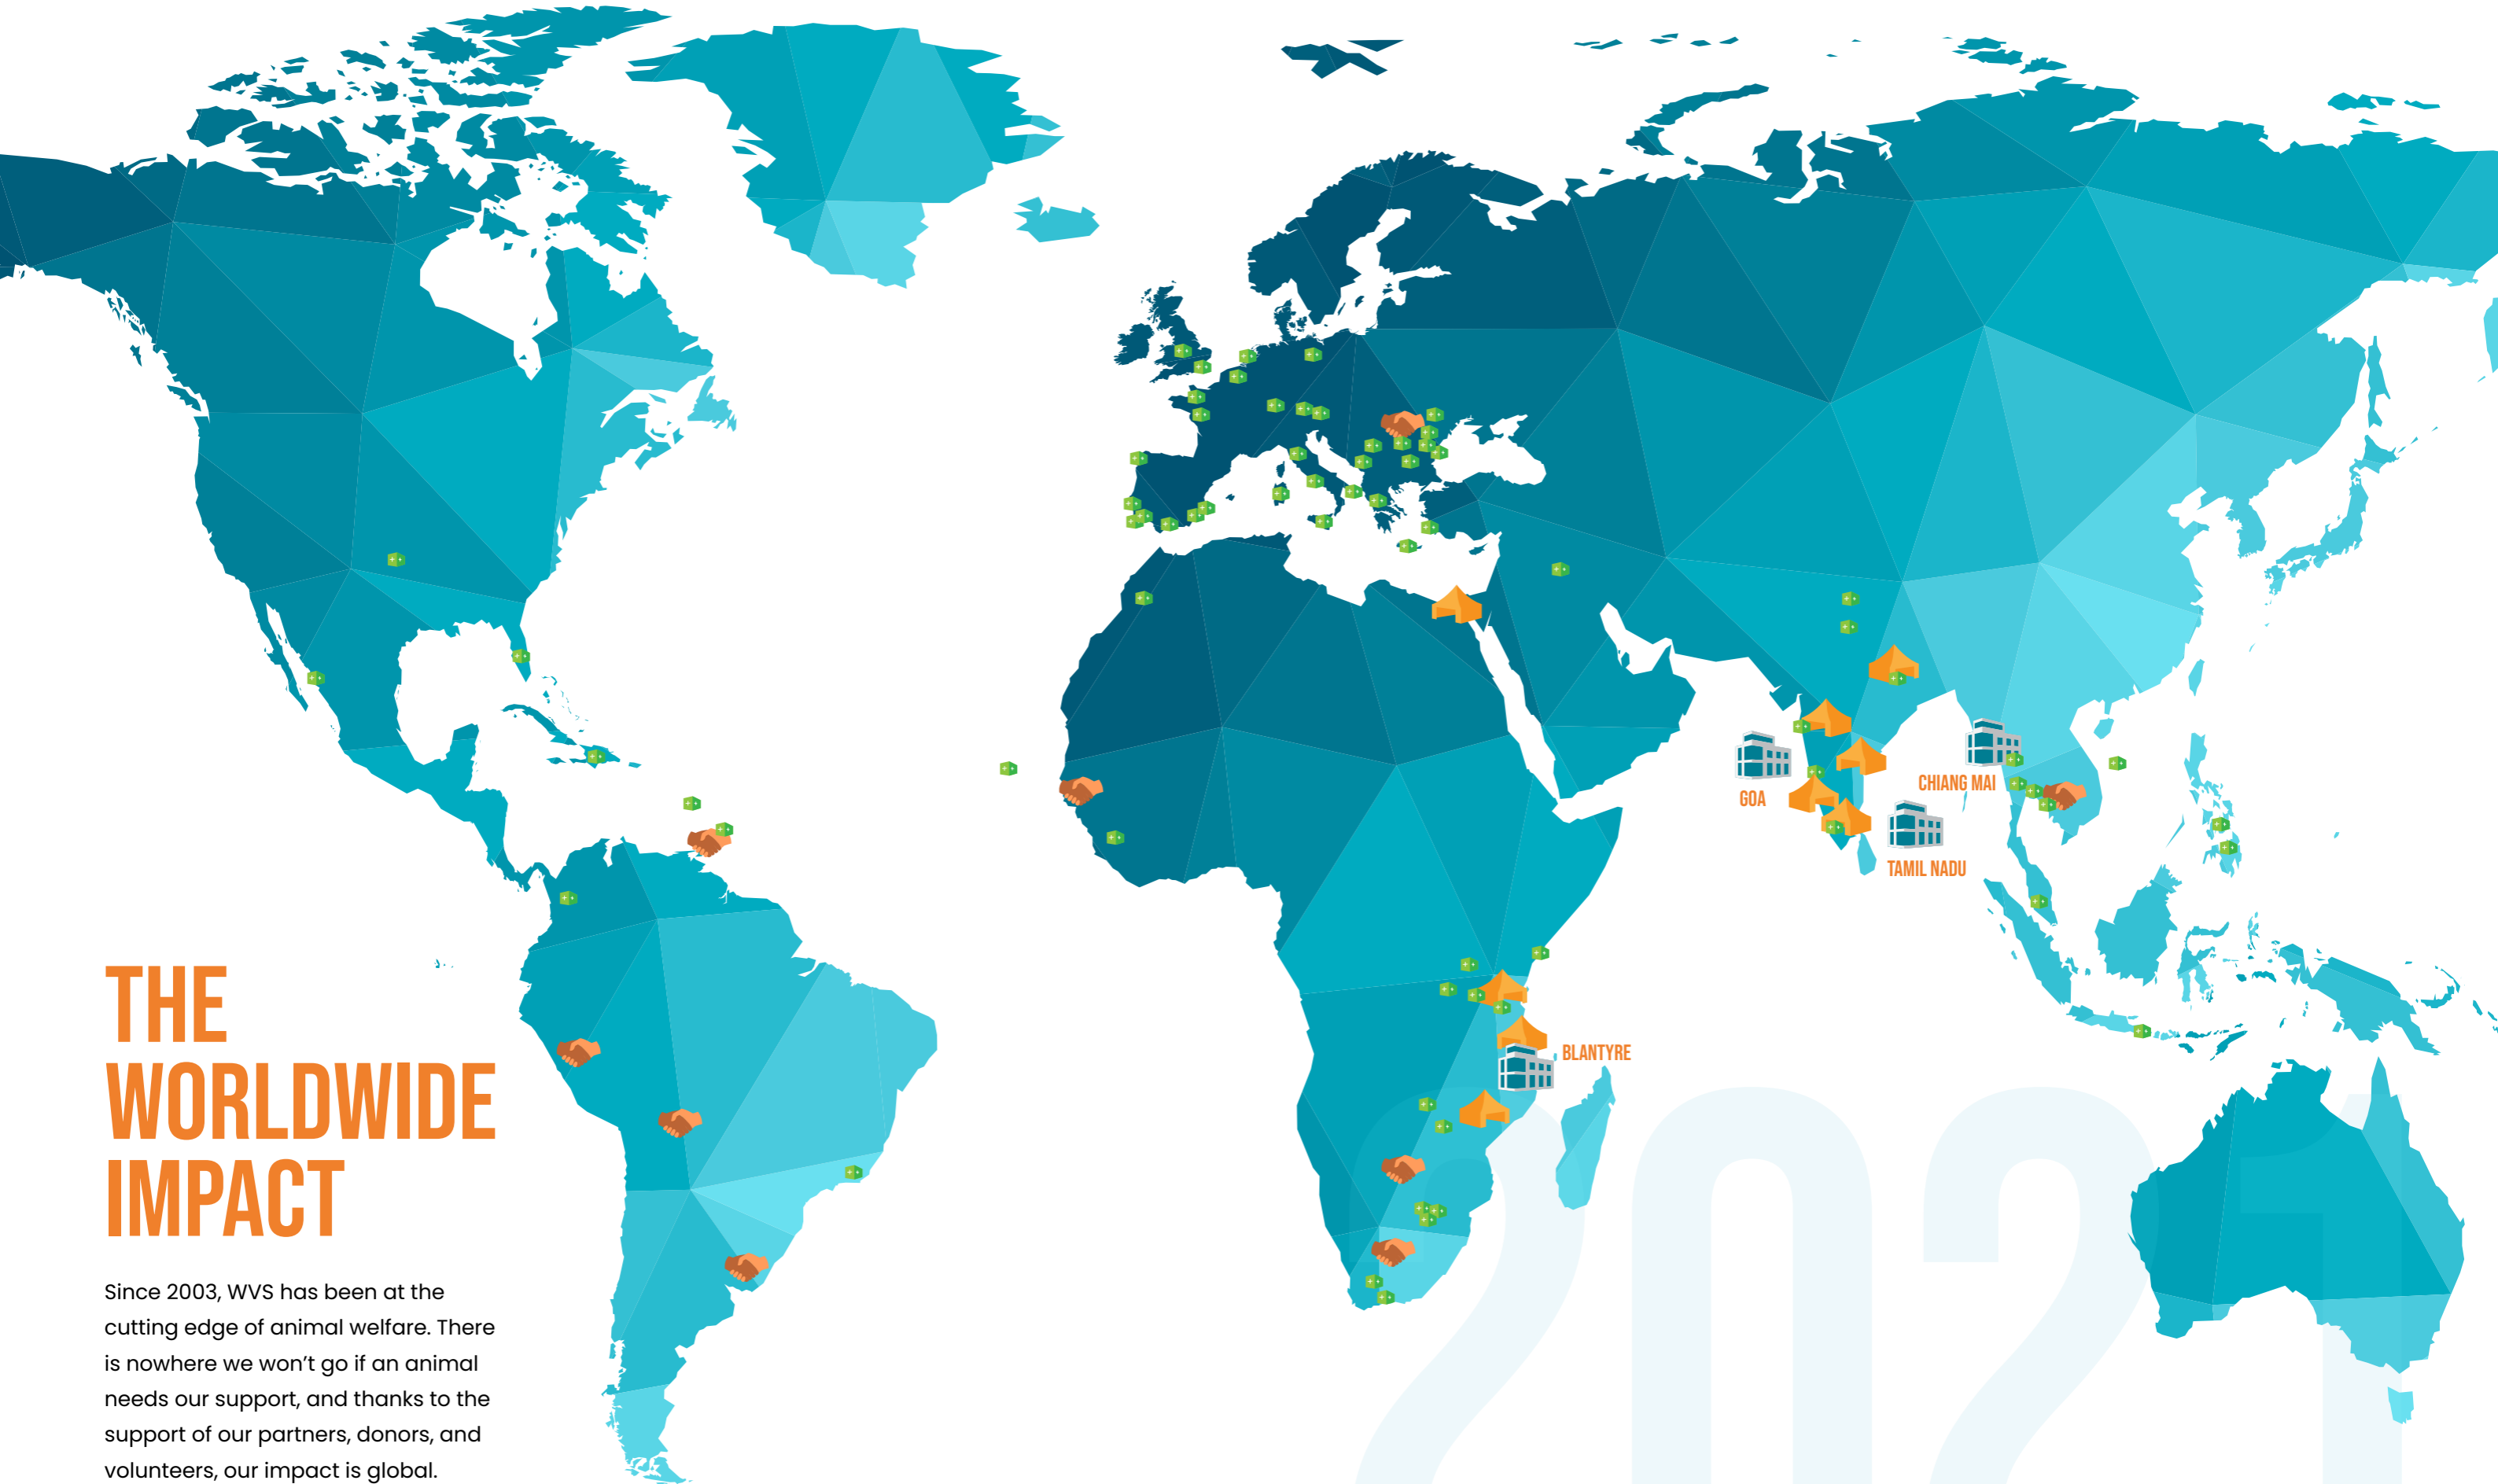 GOA
CHIANG MAI
TAMIL NADU
BLANTYRE
THE
WORLDWIDE
IMPACT
Since 2003, WVS has been at the
cutting edge of animal welfare. There
is nowhere we won't go if an animal
needs our support, and thanks to the
support of our partners, donors, and
volunteers, our impact is global.
2021